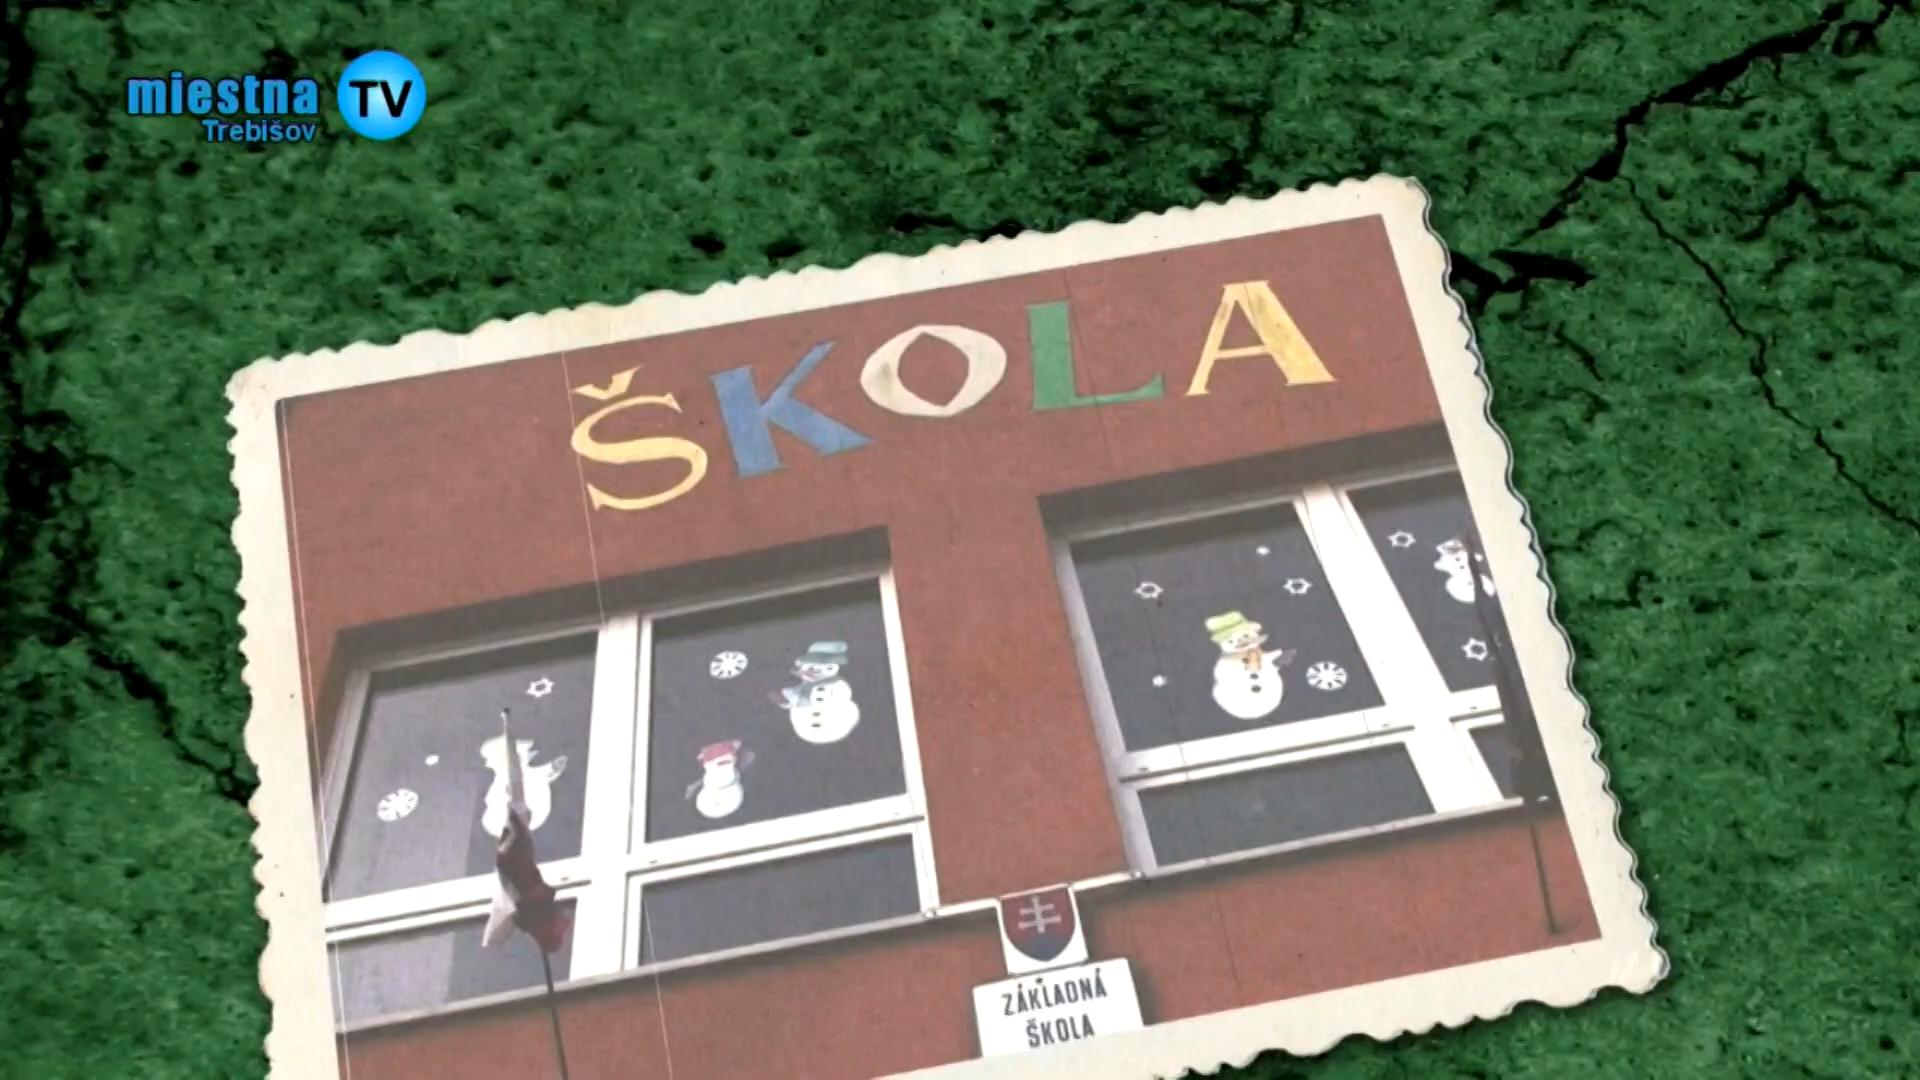 miestna TV
Trebišov
ŠKOLA
ZÁKLADNÁ
ŠKOLA